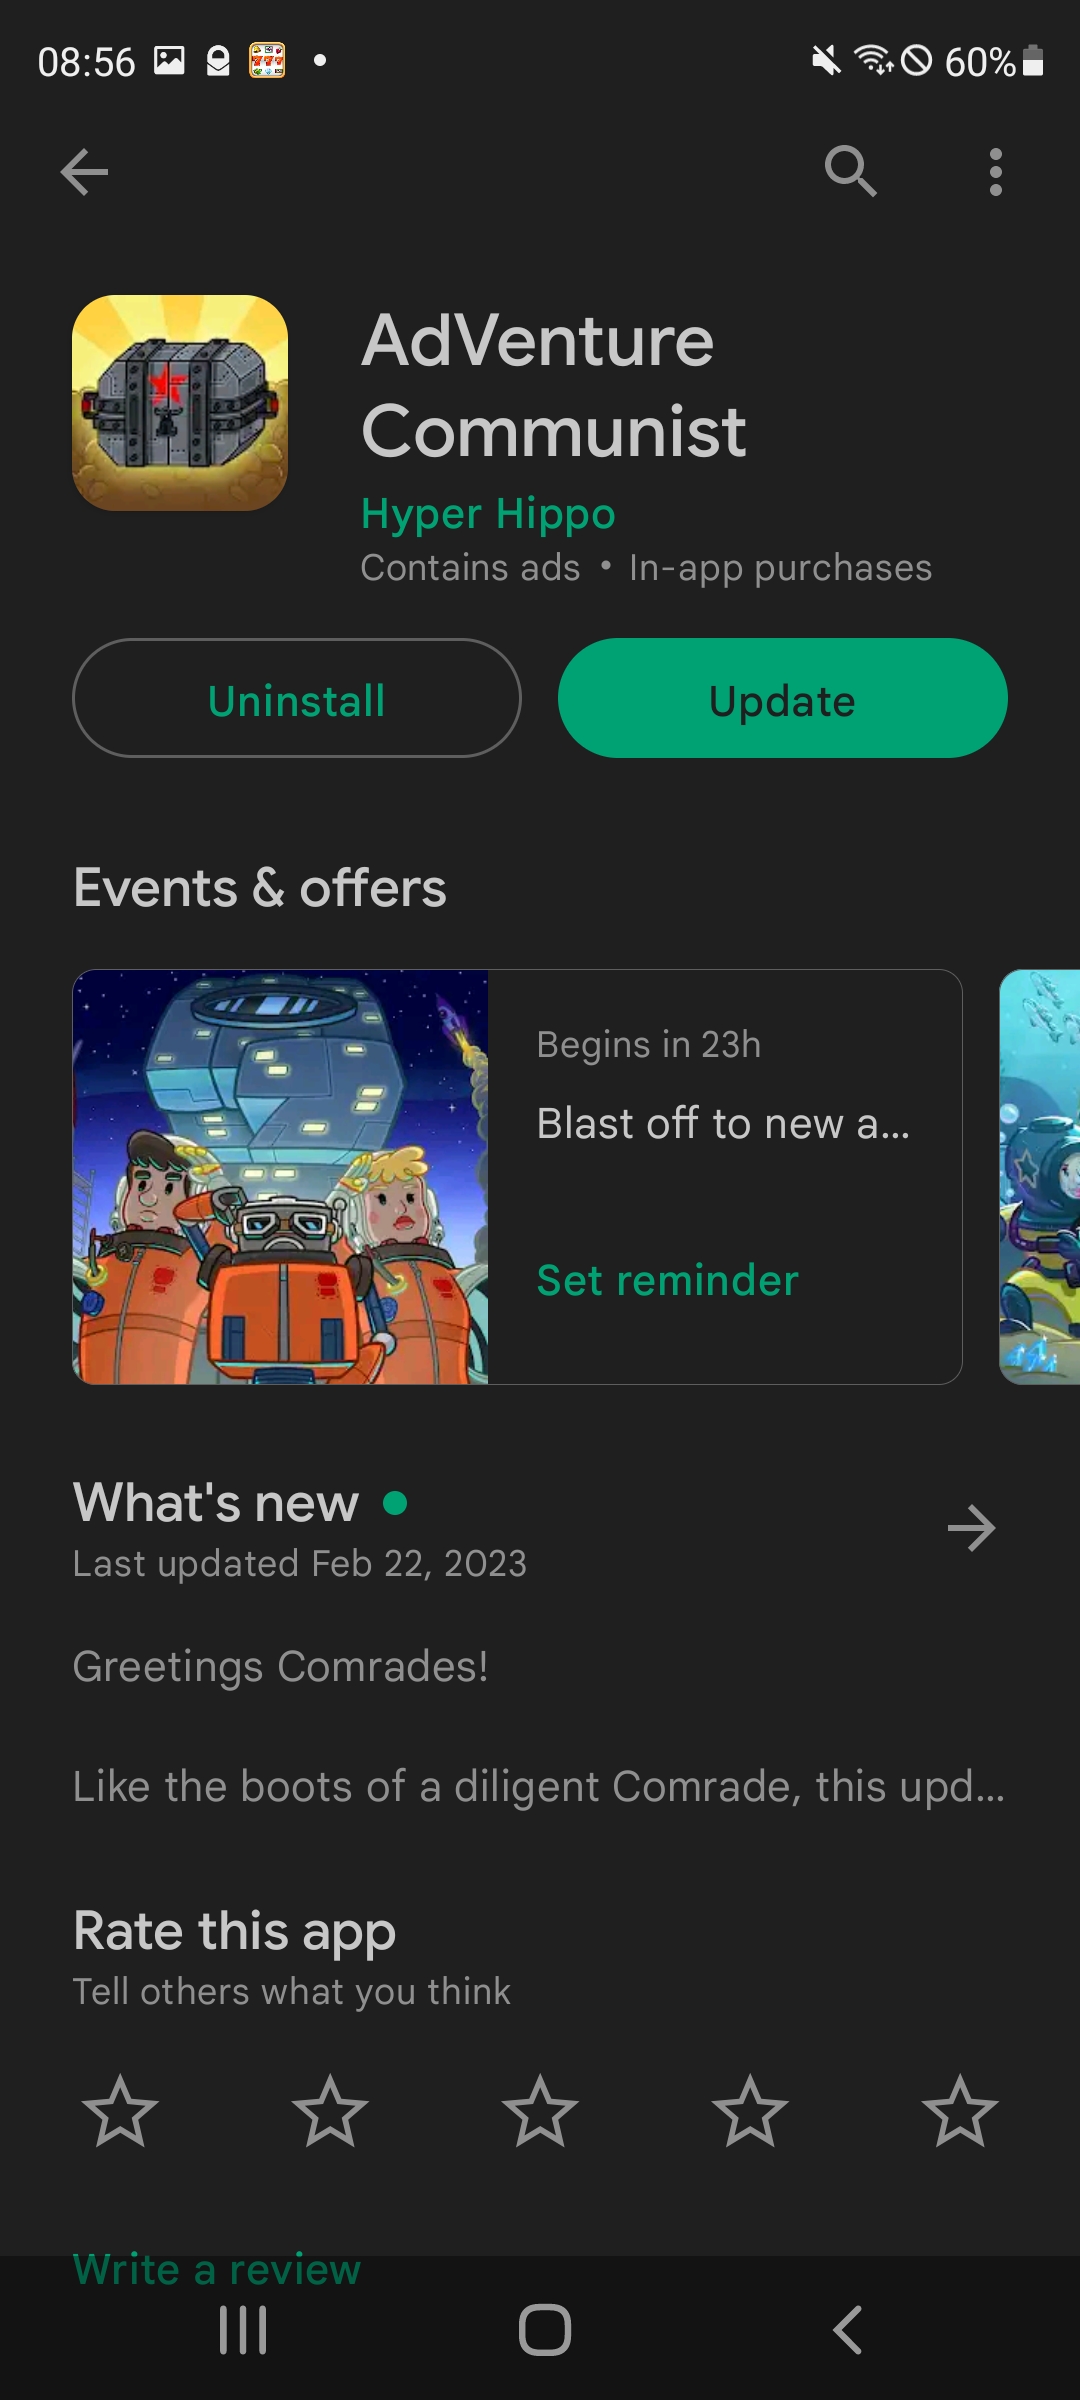 08:56
60%
AdVenture
Communist
Hyper Hippo
Contains ads • In-app purchases
Uninstall
Update
Events & offers
Begins in 23h
Blast off to new a...
Set reminder
What's new
Last updated Feb 22, 2023
Greetings Comrades!
Like the boots of a diligent Comrade, this upd...
Rate this app
Tell others what you think
Write a review